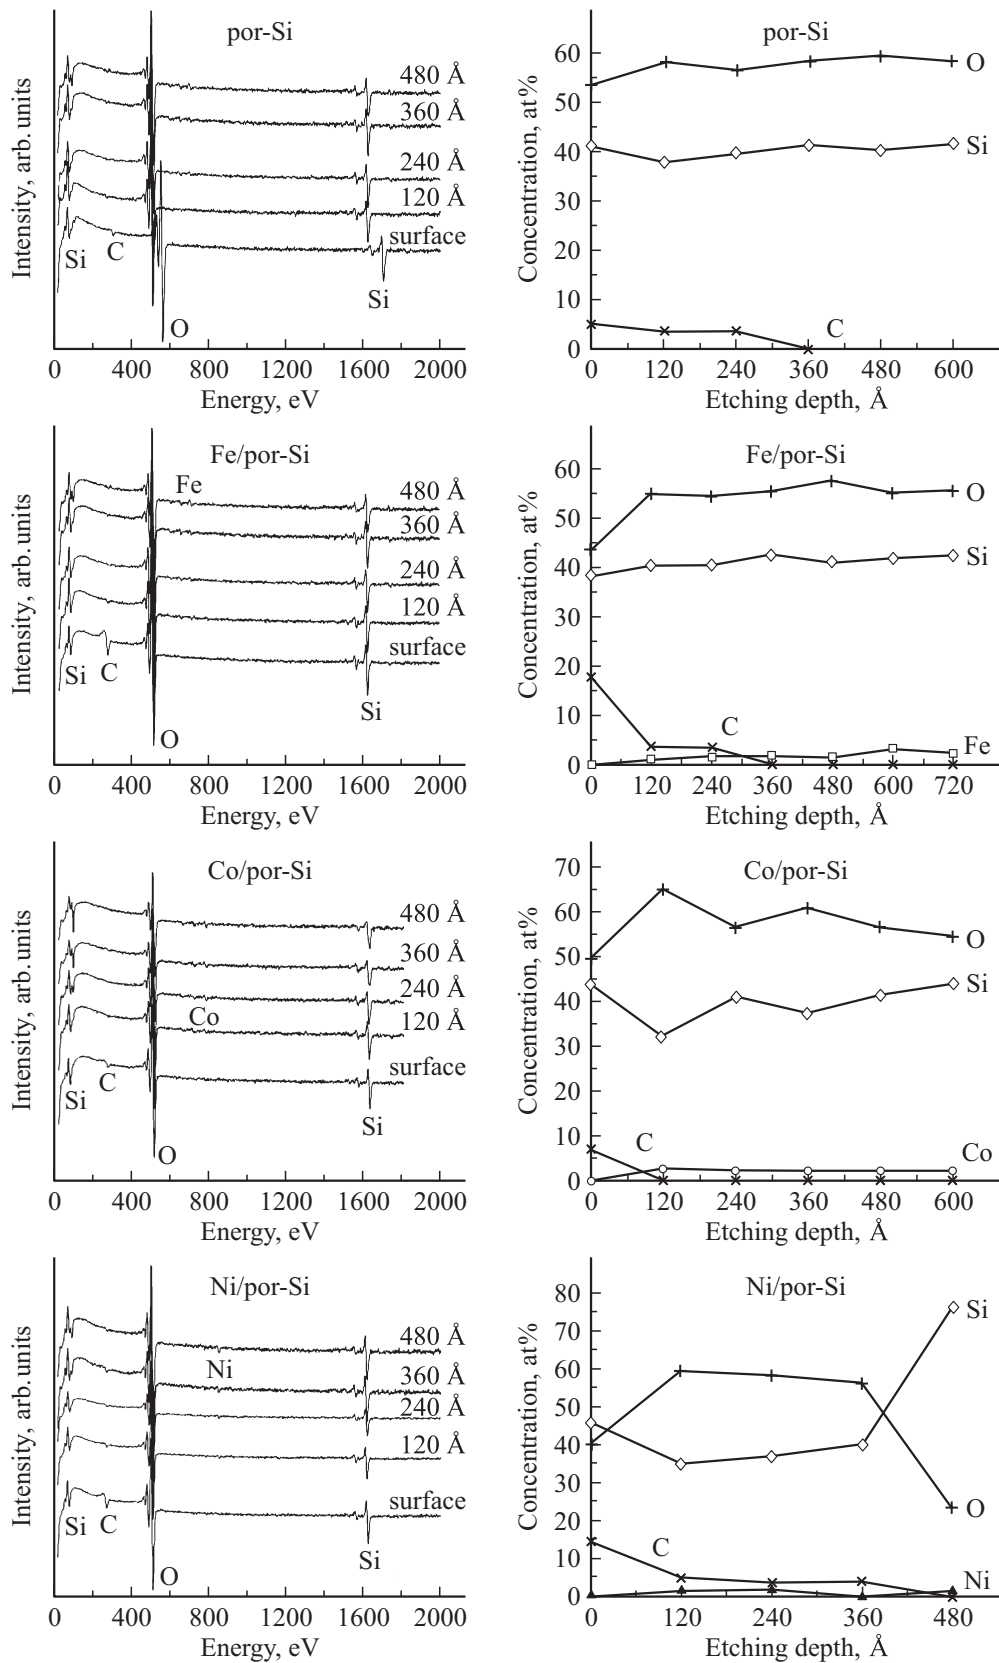 por-Si
Intensity, arb. units
480 Å
360 Å
240 Å
120 Å
surface
Si
C
Si
O
0 400 800 1200 1600 2000
Energy, eV
por-Si
Concentration, at%
60
50
40
30
20
10
0
O
Si
C
0 120 240 360 480 600
Etching depth, Å
Fe/por-Si
Intensity, arb. units
Fe
480 Å
360 Å
240 Å
120 Å
surface
Si
C
Si
O
0 400 800 1200 1600 2000
Energy, eV
Fe/por-Si
Concentration, at%
60
50
40
30
20
10
0
O
Si
C
Fe
0 120 240 360 480 600 720
Etching depth, Å
Co/por-Si
Intensity, arb. units
480 Å
360 Å
240 Å
Co
120 Å
surface
C
Si
Si
O
0 400 800 1200 1600 2000
Energy, eV
Co/por-Si
Concentration, at%
70
60
50
40
30
20
10
0
O
Si
C
Co
0 120 240 360 480 600
Etching depth, Å
Ni/por-Si
Intensity, arb. units
480 Å
Ni
360 Å
240 Å
120 Å
surface
Si
C
Si
O
0 400 800 1200 1600 2000
Energy, eV
Ni/por-Si
Concentration, at%
80
70
60
50
40
30
20
10
0
Si
O
C
Ni
0 120 240 360 480
Etching depth, Å